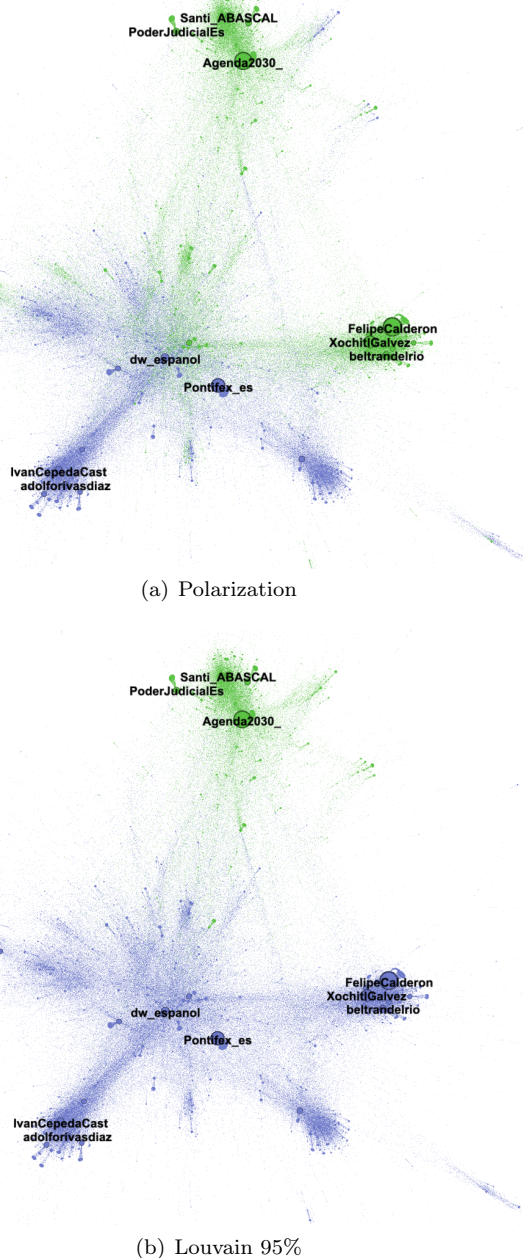 Santi_ABASCAL
PoderJudicialEs
Agenda2030_
FelipeCalderon
XochitlGalvez
beltrandelrio
dw_espanol
Pontifex_es
IvanCepedaCast
adolforivasdiaz
(a) Polarization
Santi_ABASCAL
PoderJudicialEs
Agenda2030_
FelipeCalderon
XochitlGalvez
beltrandelrio
dw_espanol
Pontifex_es
IvanCepedaCast
adolforivasdiaz
(b) Louvain 95%